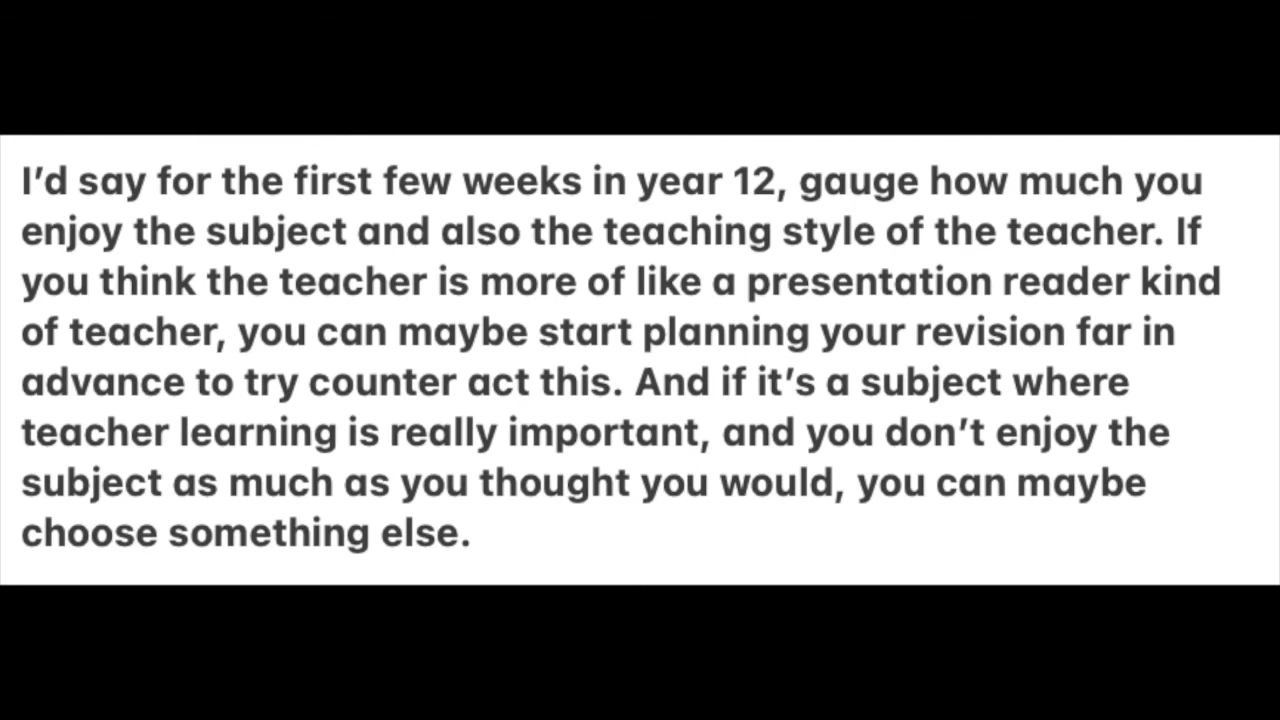 I’d say for the first few weeks in year 12, gauge how much you
enjoy the subject and also the teaching style of the teacher. If
you think the teacher is more of like a presentation reader kind
of teacher, you can maybe start planning your revision far in
advance to try counter act this. And if it’s a subject where
teacher learning is really important, and you don’t enjoy the
subject as much as you thought you would, you can maybe
choose something else.